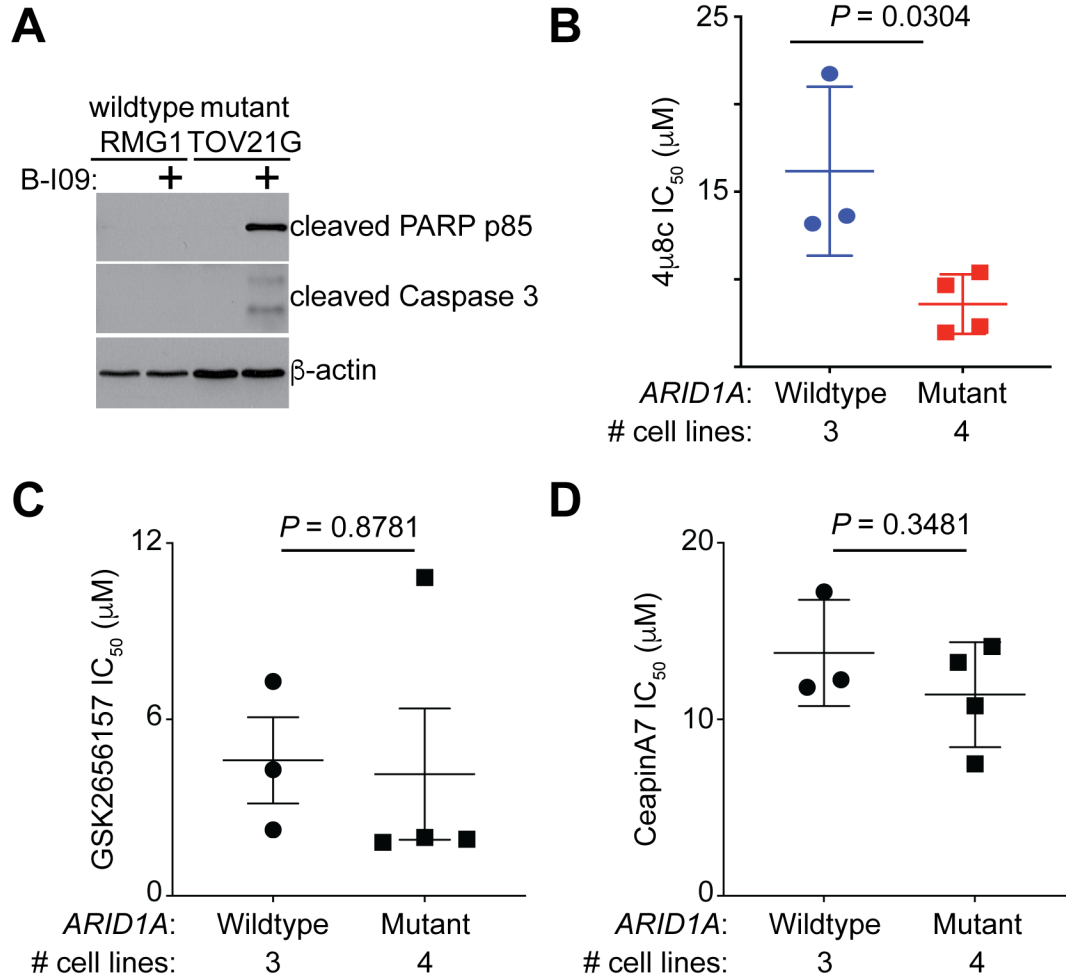 A
wildtype mutant
RMG1 TOV21G
B-I09: + +
cleaved PARP p85
cleaved Caspase 3
β-actin
B
P = 0.0304
25
15
4μ8c IC50 (μM)
ARID1A: Wildtype Mutant
# cell lines: 3 4
C
P = 0.8781
12
6
0
GSK2656157 IC50 (μM)
ARID1A: Wildtype Mutant
# cell lines: 3 4
D
P = 0.3481
20
10
0
CeapinA7 IC50 (μM)
ARID1A: Wildtype Mutant
# cell lines: 3 4